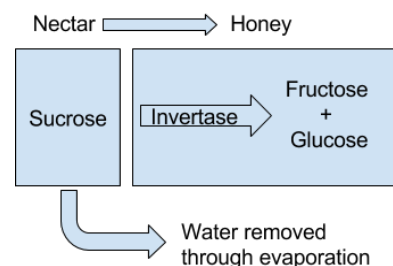 Nectar Honey
Sucrose
Invertase
Fructose
+
Glucose
Water removed
through evaporation